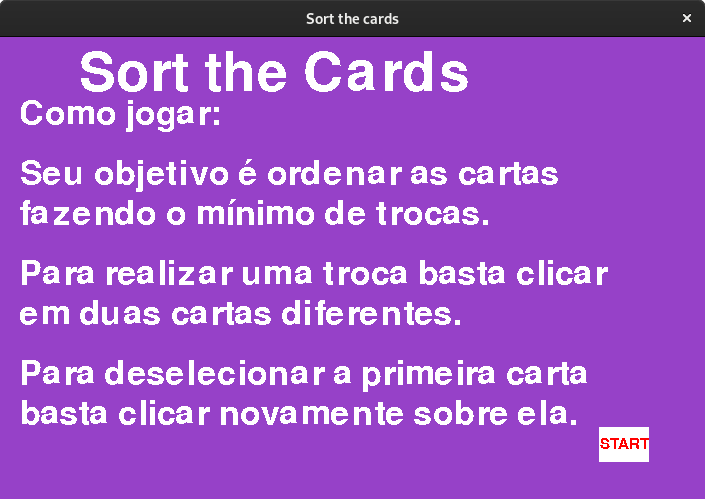 Sort the cards
×
Sort the Cards
Como jogar:
Seu objetivo é ordenar as cartas
fazendo o mínimo de trocas.
Para realizar uma troca basta clicar
em duas cartas diferentes.
Para deselecionar a primeira carta
basta clicar novamente sobre ela.
START